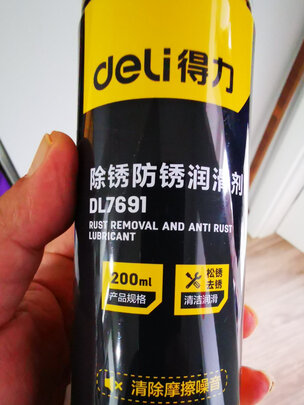 deli得力
除锈防锈润滑剂
DL7691
RUST REMOVAL AND ANTI RUST
LUBRICANT
200ml
产品规格
松锈
去锈
清洁润滑
清除摩擦噪音